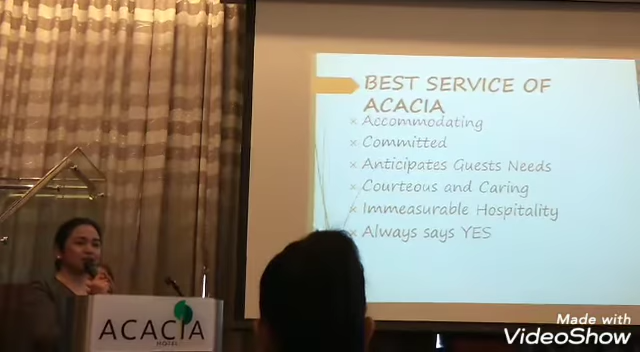 BEST SERVICE OF
ACACIA
Accommodating
Committed
Anticipates Guests Needs
Courteous and Caring
Immeasurable Hospitality
Always says YES
ACACIA
HOTEL
Made with
VideoShow